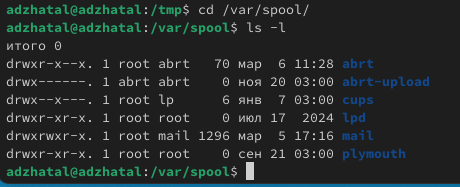 adzhatal@adzhatal:/tmp$ cd /var/spool/
adzhatal@adzhatal:/var/spool$ ls -l
итого 0
drwxr-x--x. 1 root abrt   70 мар  6 11:28 abrt
drwx------. 1 abrt abrt    0 ноя 20 03:00 abrt-upload
drwx--x---. 1 root lp      6 янв  7 03:00 cups
drwxr-xr-x. 1 root root    0 июл 17  2024 lpd
drwxrwxr-x. 1 root mail 1296 мар  5 17:16 mail
drwxr-xr-x. 1 root root    0 сен 21 03:00 plymouth
adzhatal@adzhatal:/var/spool$